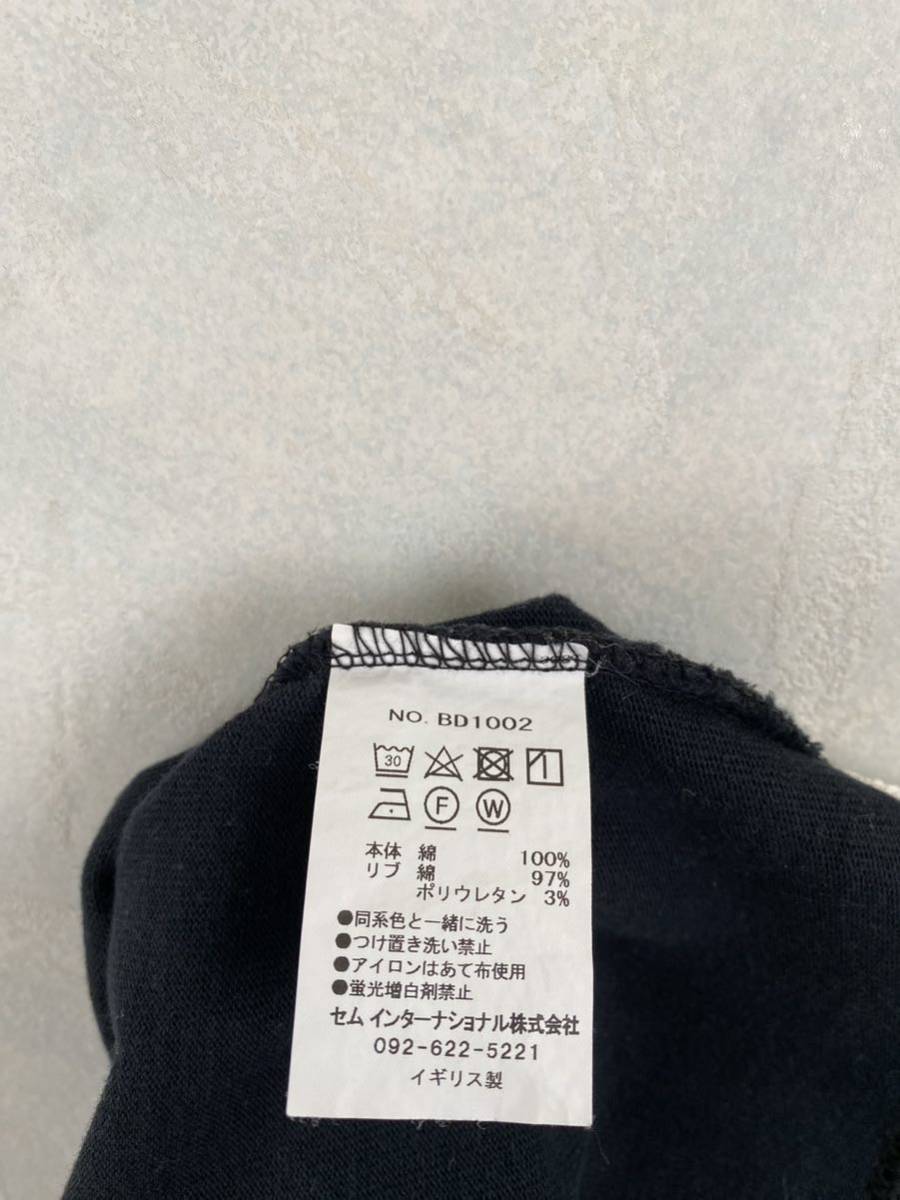 NO. BD1002
30
F W
本体 綿 100%
リブ 綿 97%
ポリウレタン 3%
●同系色と一緒に洗う
●つけ置き洗い禁止
●アイロンはあて布使用
●蛍光増白剤禁止
セム インターナショナル株式会社
092-622-5221
イギリス製